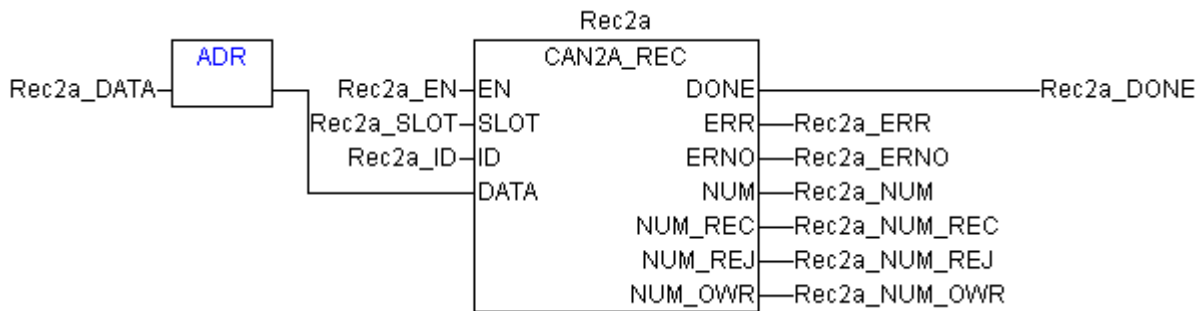 Rec2a
ADR CAN2A_REC
Rec2a_DATA Rec2a_EN EN DONE Rec2a_DONE
Rec2a_SLOT SLOT ERR Rec2a_ERR
Rec2a_ID ID ERNO Rec2a_ERNO
DATA NUM Rec2a_NUM
NUM_REC Rec2a_NUM_REC
NUM_REJ Rec2a_NUM_REJ
NUM_OWR Rec2a_NUM_OWR